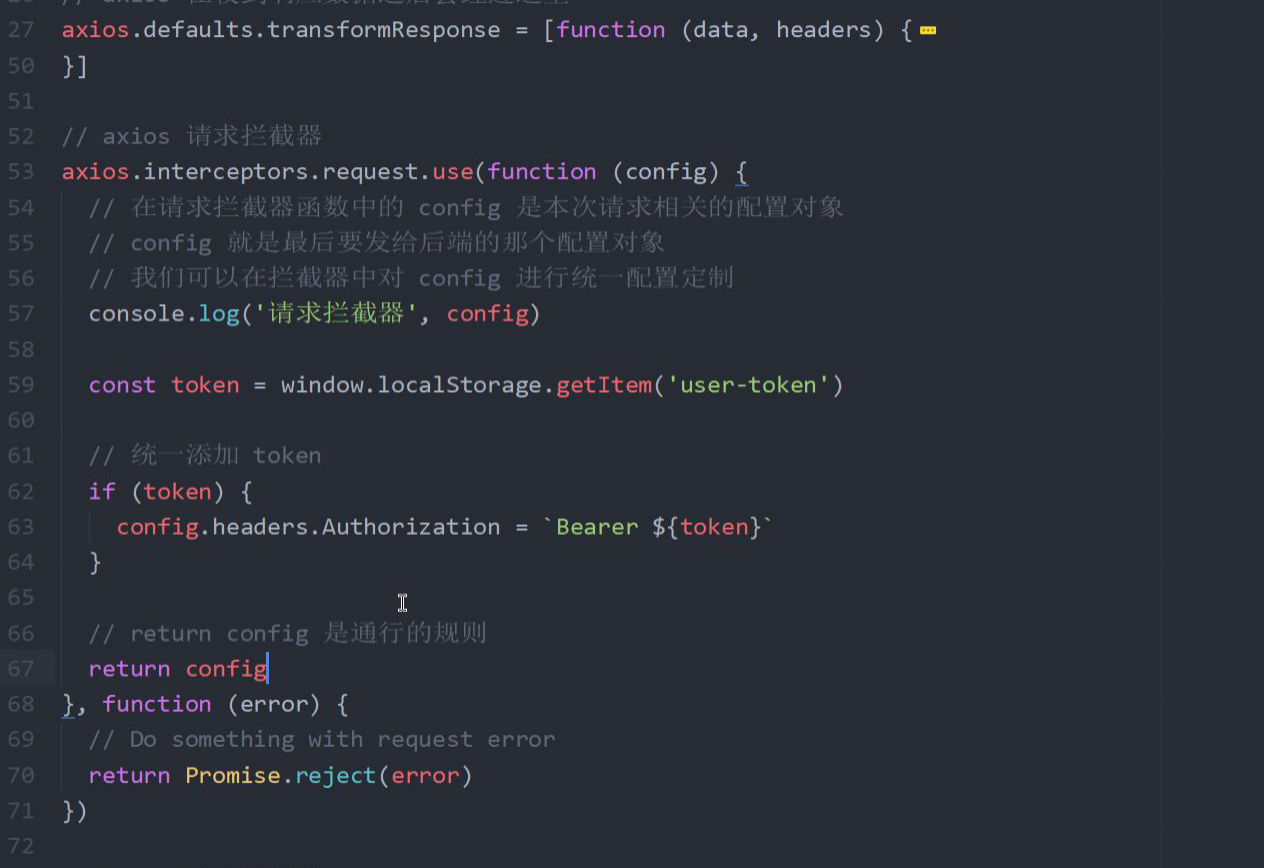 27 axios.defaults.transformResponse = [function (data, headers) {
50 }]
51
52 // axios 请求拦截器
53 axios.interceptors.request.use(function (config) {
54 // 在请求拦截器函数中的 config 是本次请求相关的配置对象
55 // config 就是最后要发给后端的那个配置对象
56 // 我们可以在拦截器中对 config 进行统一配置定制
57 console.log('请求拦截器', config)
58
59 const token = window.localStorage.getItem('user-token')
60
61 // 统一添加 token
62 if (token) {
63 config.headers.Authorization = `Bearer ${token}`
64 }
65
66 // return config 是通行的规则
67 return config
68 }, function (error) {
69 // Do something with request error
70 return Promise.reject(error)
71 })
72